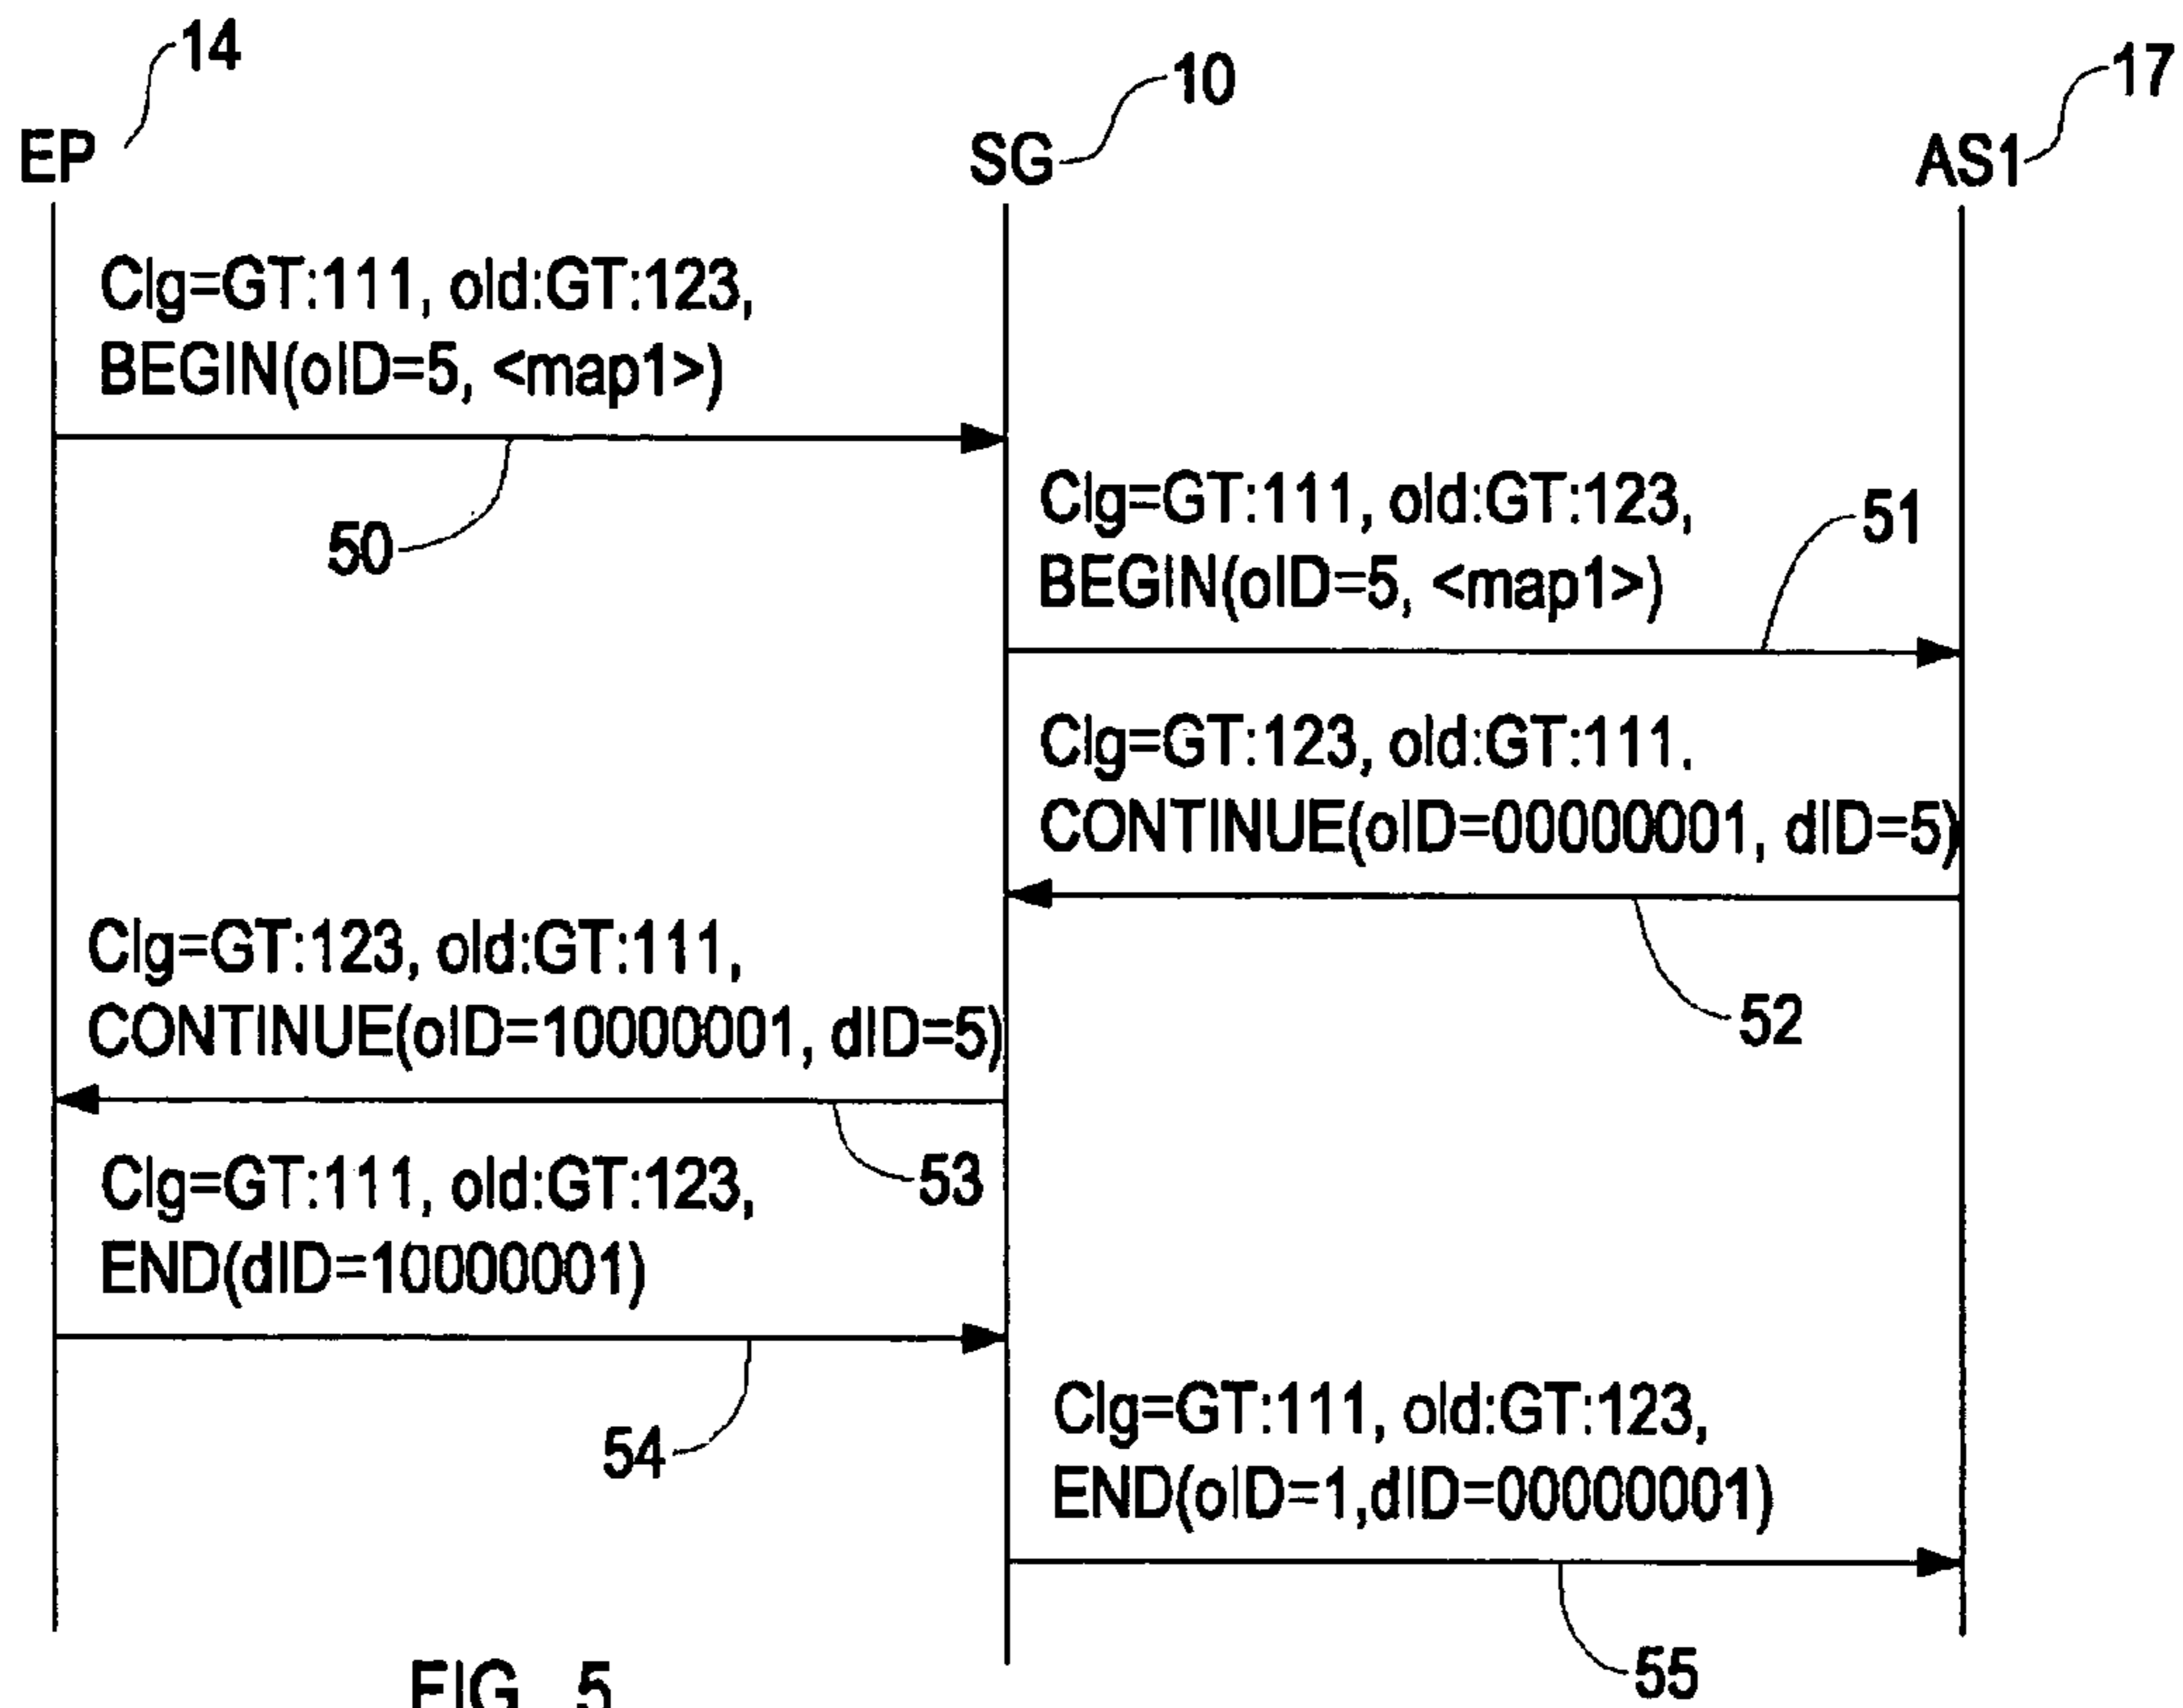 14
10
17
EP
SG
AS1
Clg=GT:111, old:GT:123,
BEGIN(oID=5, <map1>)
50
Clg=GT:111, old:GT:123,
BEGIN(oID=5, <map1>)
51
Clg=GT:123, old:GT:111,
CONTINUE(oID=00000001, dID=5)
52
Clg=GT:123, old:GT:111,
CONTINUE(oID=10000001, dID=5)
53
Clg=GT:111, old:GT:123,
END(dID=10000001)
54
Clg=GT:111, old:GT:123,
END(oID=1,dID=00000001)
55
FIG. 5